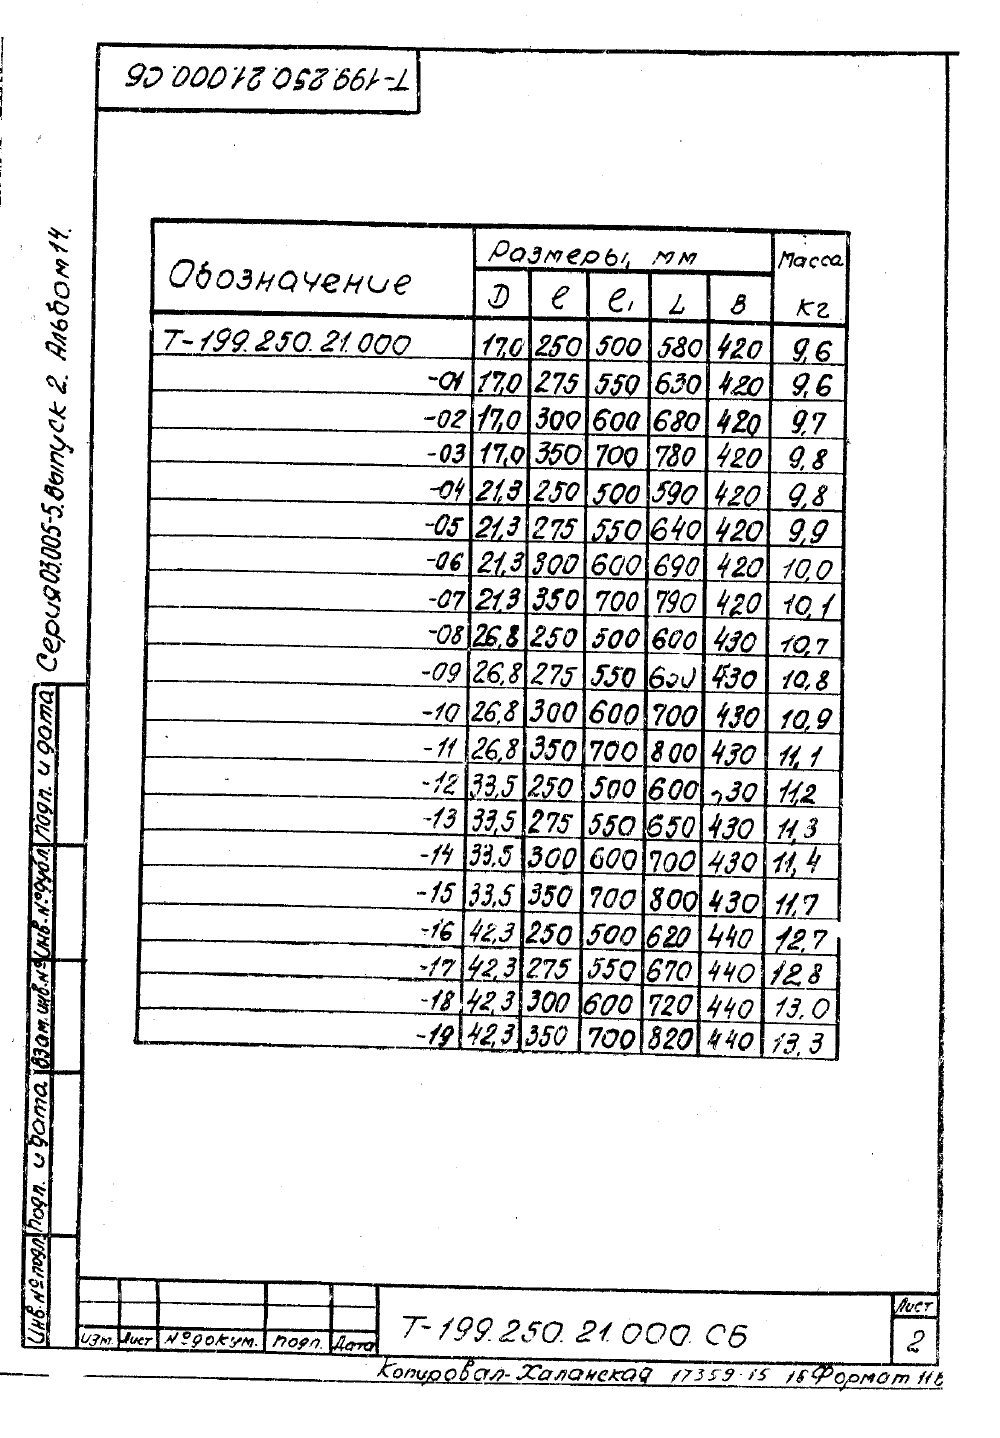 Т-199.250.21.000.СБ
Серия 03.005-5. Выпуск 2. Альбом 14.
Обозначение Размеры, мм Масса кг
D ℓ ℓ₁ L В
Т-199.250.21.000 17,0 250 500 580 420 9,6
-01 17,0 275 550 630 420 9,6
-02 17,0 300 600 680 420 9,7
-03 17,0 350 700 780 420 9,8
-04 21,3 250 500 590 420 9,8
-05 21,3 275 550 640 420 9,9
-06 21,3 300 600 690 420 10,0
-07 21,3 350 700 790 420 10,1
-08 26,8 250 500 600 430 10,7
-09 26,8 275 550 430 10,8
-10 26,8 300 600 700 430 10,9
-11 26,8 350 700 800 430 11,1
-12 33,5 250 500 600 11,2
-13 33,5 275 550 650 430 11,3
-14 33,5 300 600 700 430 11,4
-15 33,5 350 700 800 430 11,7
-16 42,3 250 500 620 440 12,7
-17 42,3 275 550 670 440 12,8
-18 42,3 300 600 720 440 13,0
-19 42,3 350 700 820 440 13,3
Инв. № подл. Подп. и дата Взам. инв. № Инв. № дубл. Подп. и дата
Изм. Лист № докум. Подп. Дата
Т-199.250.21.000.СБ
Лист
2
Копировал-Халанская 17359-15 Формат 11